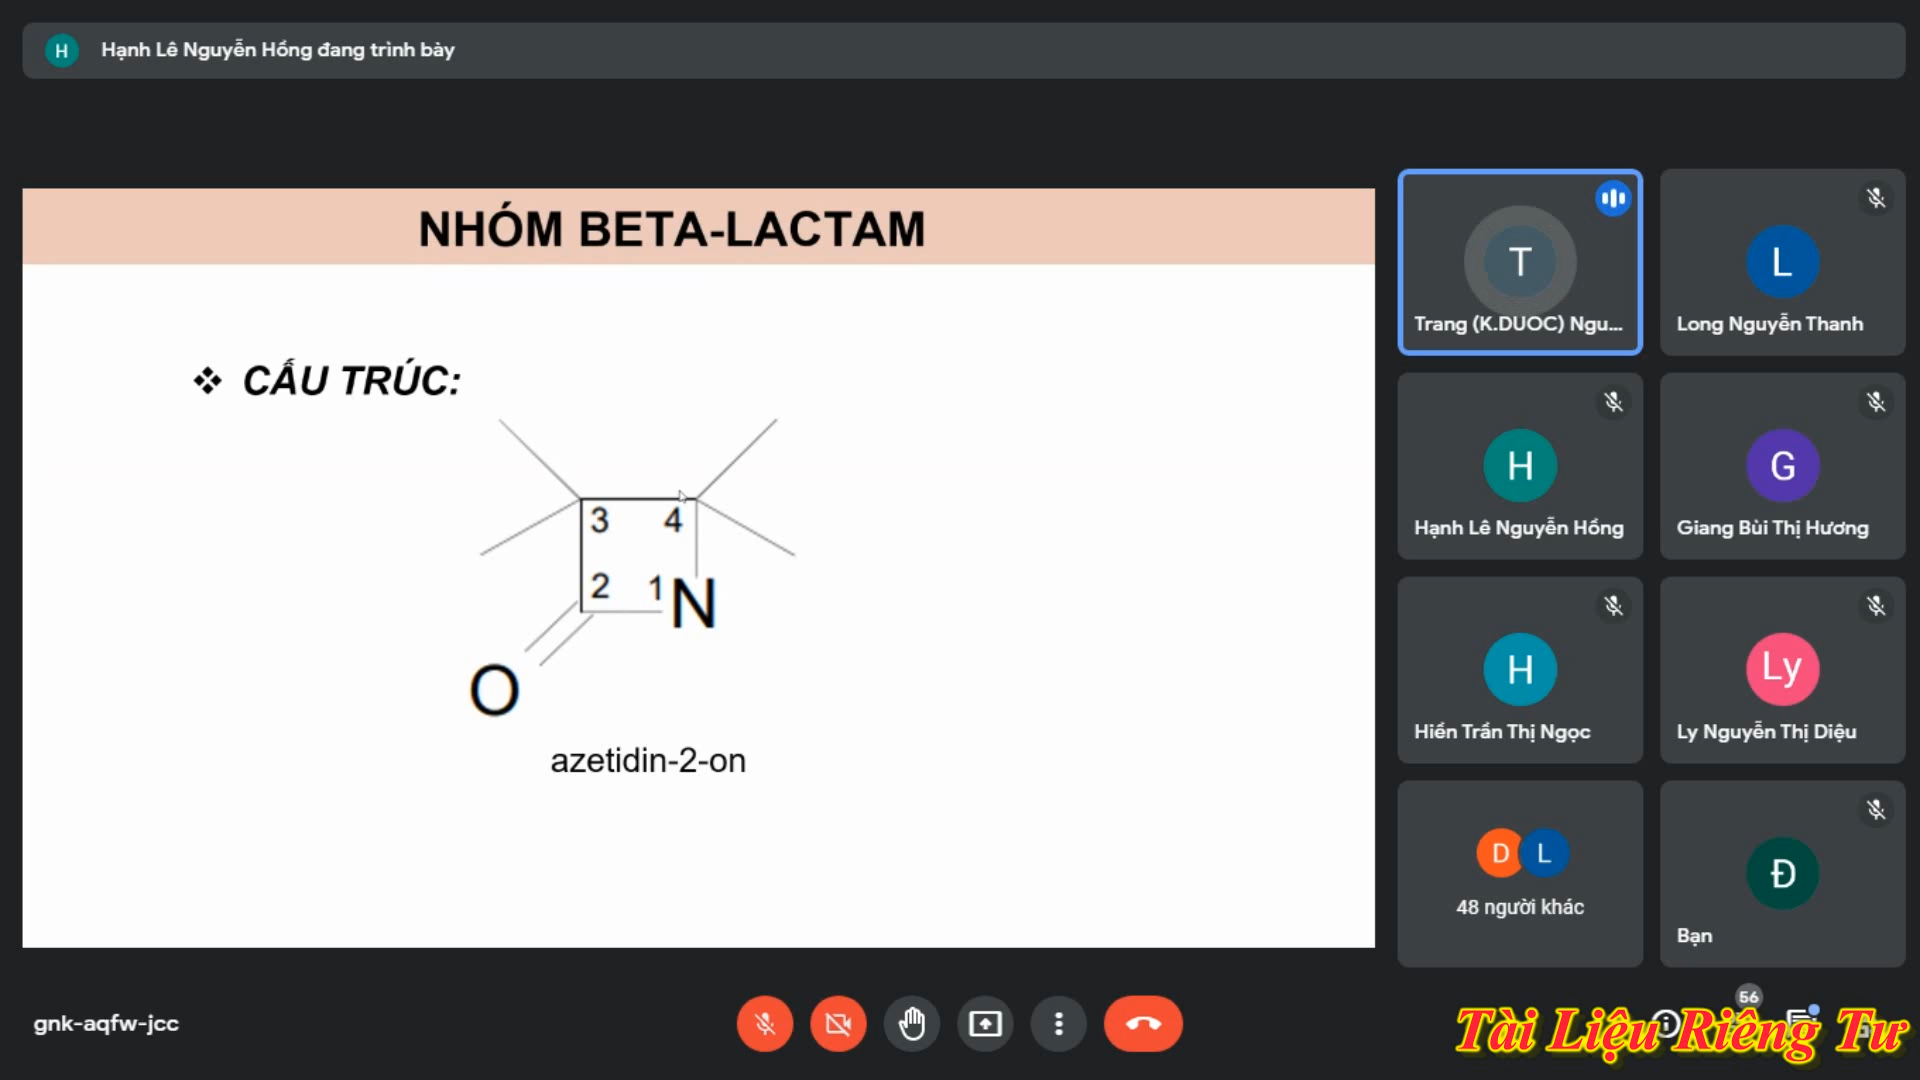 H Hạnh Lê Nguyễn Hồng đang trình bày
NHÓM BETA-LACTAM
❖ CẤU TRÚC:
3 4
2 1 N
O
azetidin-2-on
T
Trang (K.DUOC) Ngu...
L
Long Nguyễn Thanh
H
Hạnh Lê Nguyễn Hồng
G
Giang Bùi Thị Hương
H
Hiền Trần Thị Ngọc
Ly
Ly Nguyễn Thị Diệu
D L
48 người khác
Đ
Bạn
gnk-aqfw-jcc
56
Tài Liệu Riêng Tư